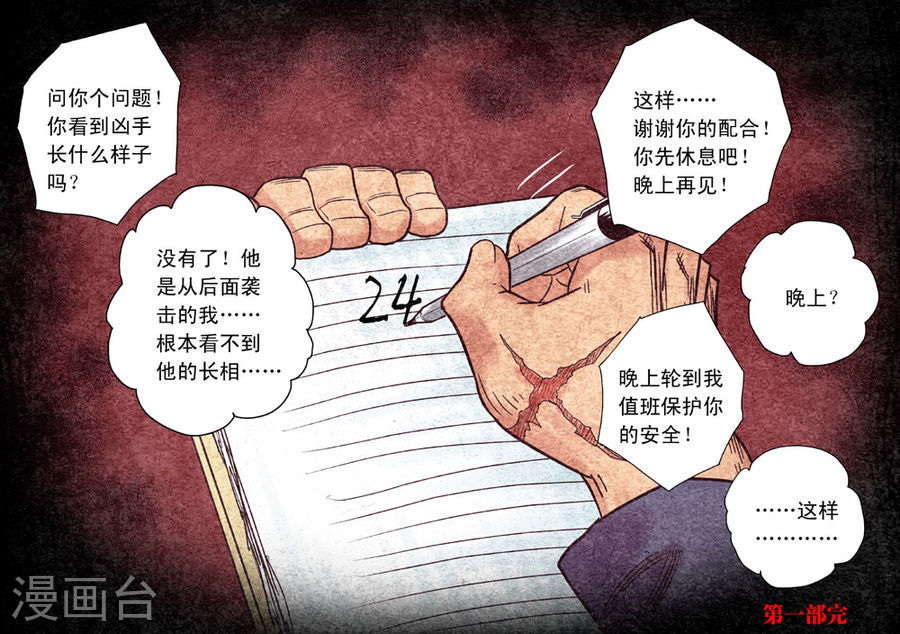 问你个问题！
你看到凶手
长什么样子
吗？
没有了！他
是从后面袭
击的我……
根本看不到
他的长相……
24
这样……
谢谢你的配合！
你先休息吧！
晚上再见！
晚上？
晚上轮到我
值班保护你
的安全！
……这样
…………
漫画台
第一部完